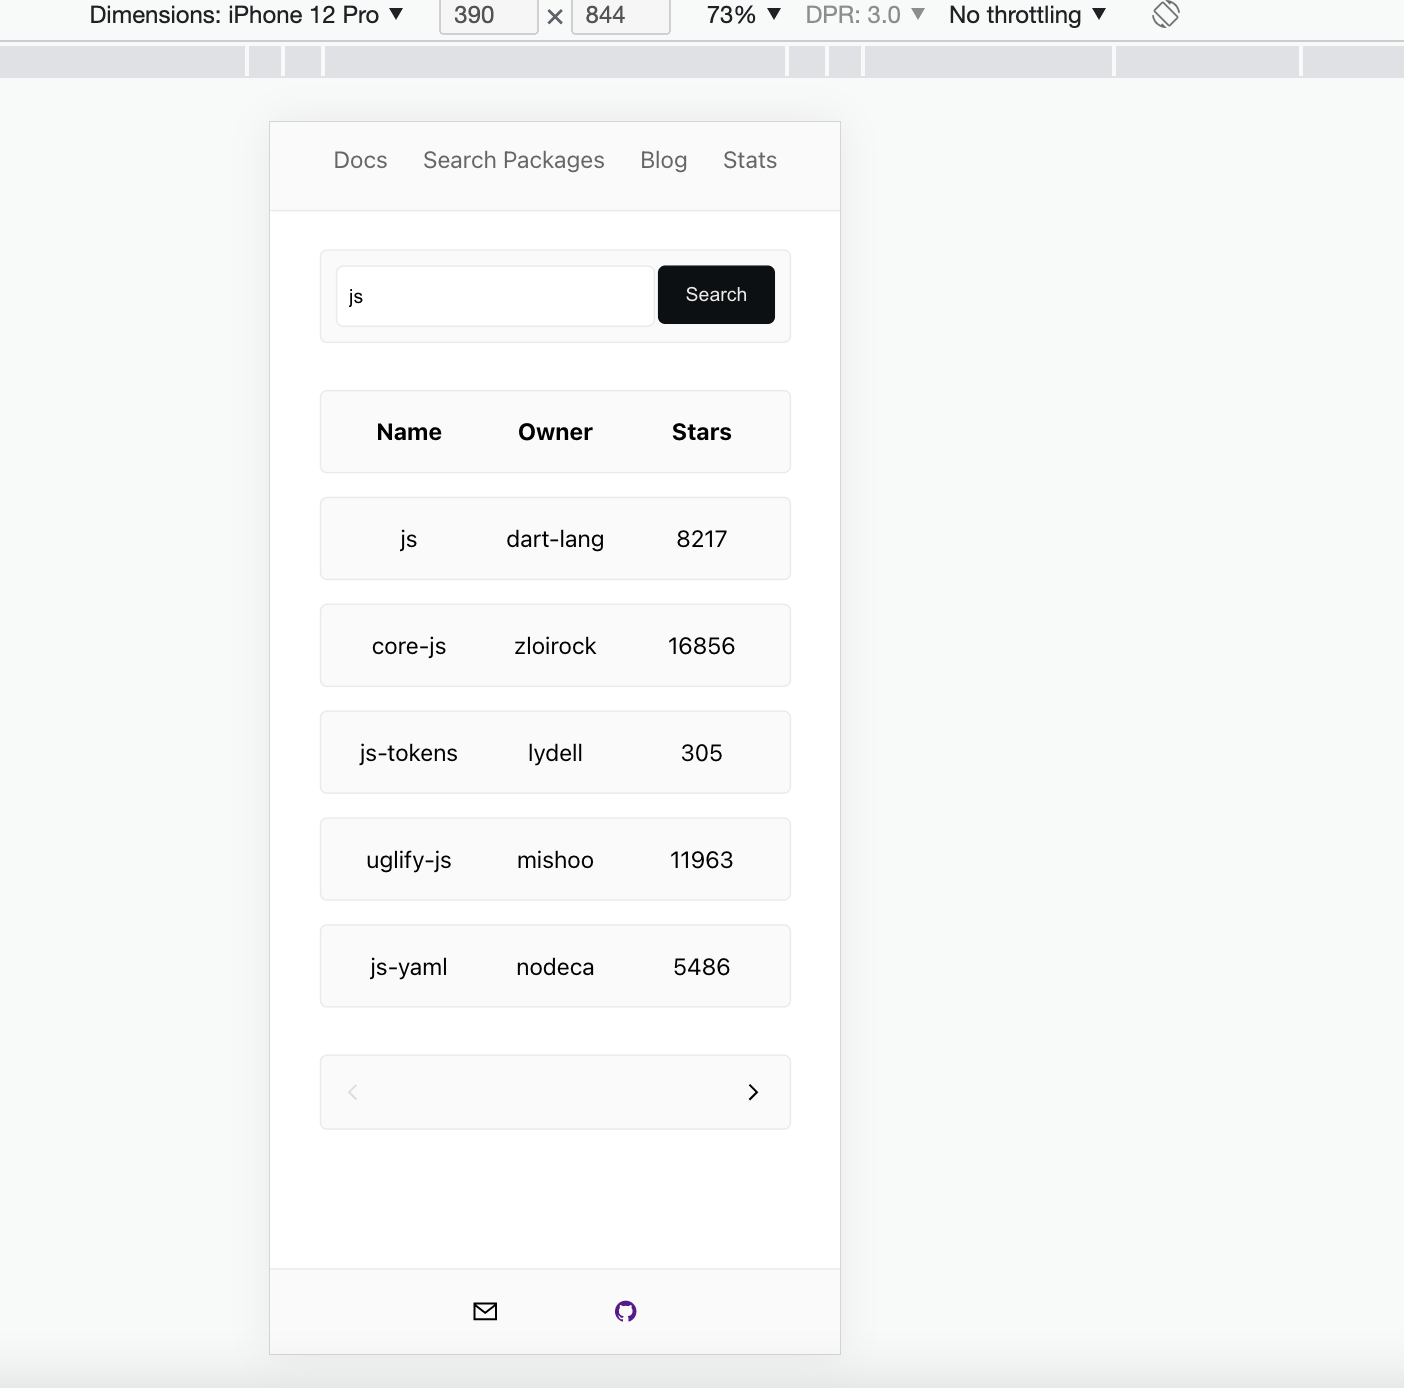 Dimensions: iPhone 12 Pro ▼ 390 × 844 73% ▼ DPR: 3.0 ▼ No throttling ▼
Docs Search Packages Blog Stats
js Search
Name Owner Stars
js dart-lang 8217
core-js zloirock 16856
js-tokens lydell 305
uglify-js mishoo 11963
js-yaml nodeca 5486